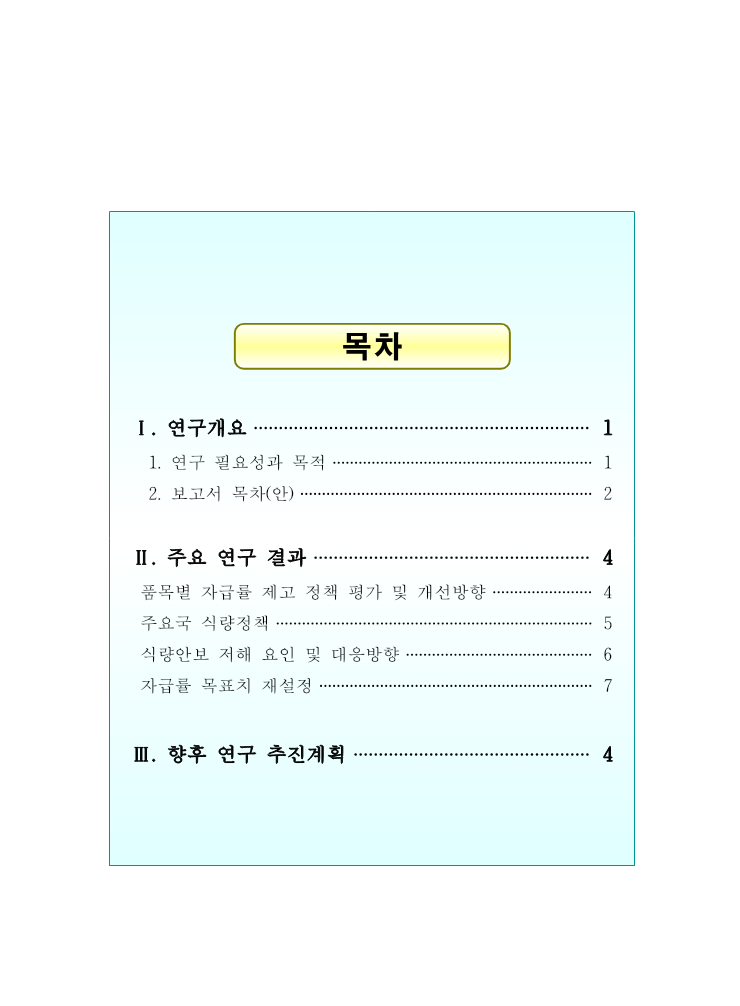 목차
Ⅰ. 연구개요 ································································ 1
1. 연구 필요성과 목적 ···························································· 1
2. 보고서 목차(안) ··································································· 2
Ⅱ. 주요 연구 결과 ····················································· 4
품목별 자급률 제고 정책 평가 및 개선방향 ······················· 4
주요국 식량정책 ········································································· 5
식량안보 저해 요인 및 대응방향 ··········································· 6
자급률 목표치 재설정 ······························································· 7
Ⅲ. 향후 연구 추진계획 ·············································· 4